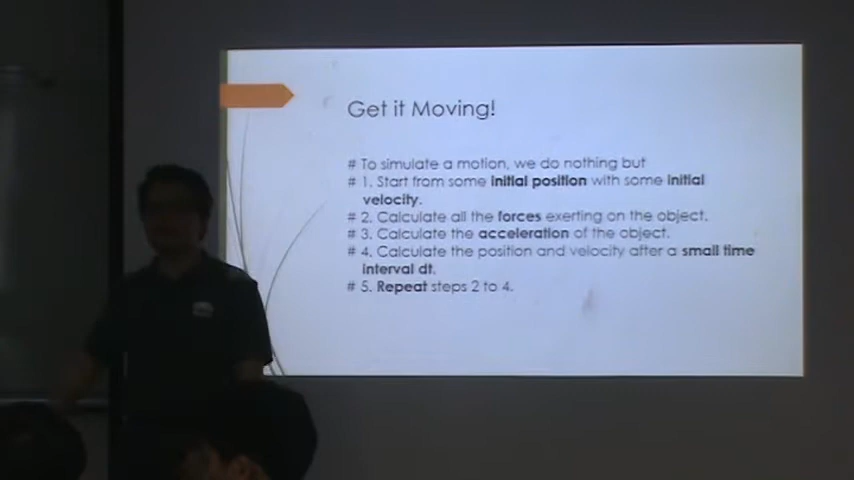 Get it Moving!
# To simulate a motion, we do nothing but
# 1. Start from some initial position with some initial
velocity.
# 2. Calculate all the forces exerting on the object.
# 3. Calculate the acceleration of the object.
# 4. Calculate the position and velocity after a small time
interval dt.
# 5. Repeat steps 2 to 4.